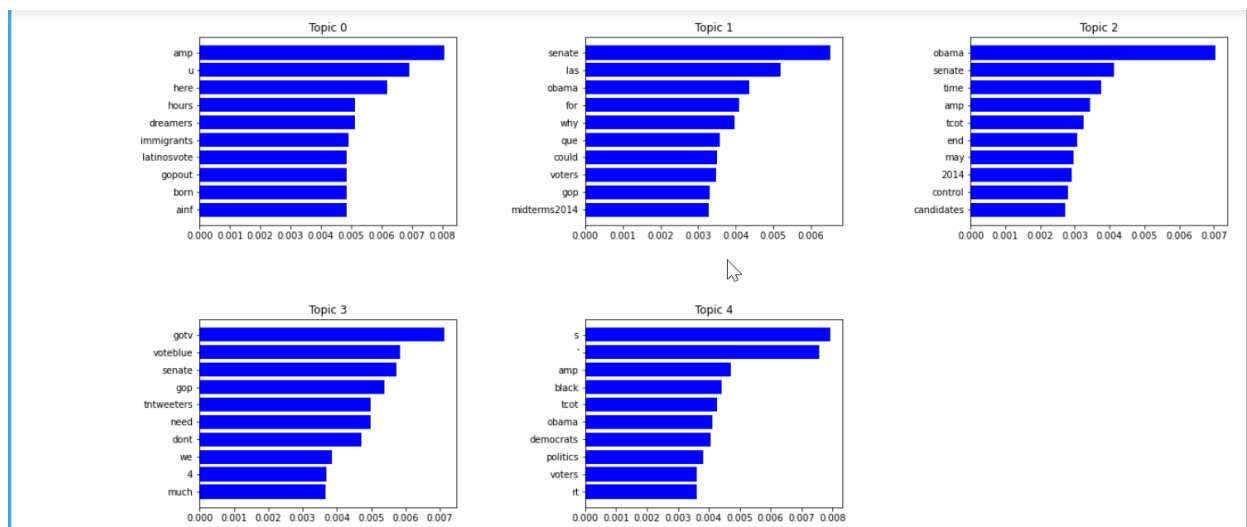 Topic 0
amp
u
here
hours
dreamers
immigrants
latinosvote
gopout
born
ainf
0.000 0.001 0.002 0.003 0.004 0.005 0.006 0.007 0.008
Topic 1
senate
las
obama
for
why
que
could
voters
gop
midterms2014
0.000 0.001 0.002 0.003 0.004 0.005 0.006
Topic 2
obama
senate
time
amp
tcot
end
may
2014
control
candidates
0.000 0.001 0.002 0.003 0.004 0.005 0.006 0.007
Topic 3
gotv
voteblue
senate
gop
tntweeters
need
dont
we
4
much
0.000 0.001 0.002 0.003 0.004 0.005 0.006 0.007
Topic 4
s
'
amp
black
tcot
obama
democrats
politics
voters
rt
0.000 0.001 0.002 0.003 0.004 0.005 0.006 0.007 0.008